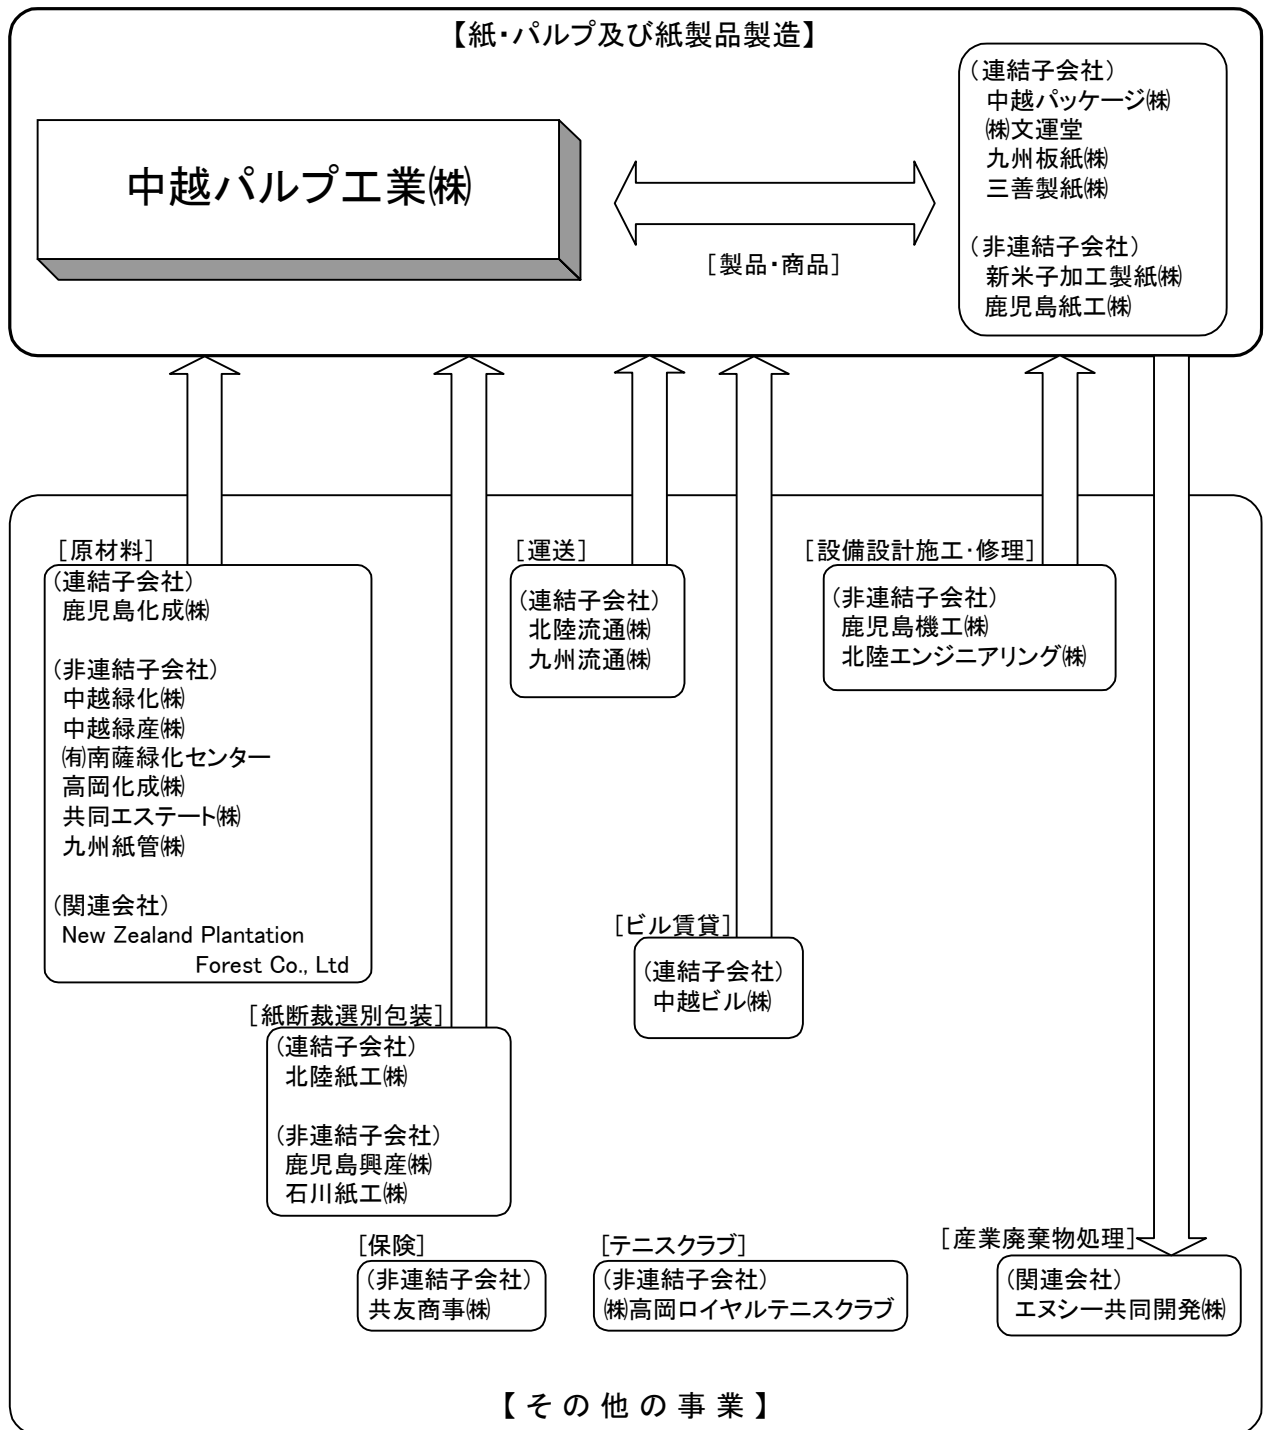 【紙・パルプ及び紙製品製造】
中越パルプ工業㈱
［製品・商品］
(連結子会社)
中越パッケージ㈱
㈱文運堂
九州板紙㈱
三善製紙㈱
(非連結子会社)
新米子加工製紙㈱
鹿児島紙工㈱
［原材料］
(連結子会社)
鹿児島化成㈱
(非連結子会社)
中越緑化㈱
中越緑産㈱
㈲南薩緑化センター
高岡化成㈱
共同エステート㈱
九州紙管㈱
(関連会社)
New Zealand Plantation
Forest Co., Ltd
［運送］
(連結子会社)
北陸流通㈱
九州流通㈱
［設備設計施工・修理］
(非連結子会社)
鹿児島機工㈱
北陸エンジニアリング㈱
［ビル賃貸］
(連結子会社)
中越ビル㈱
［紙断裁選別包装］
(連結子会社)
北陸紙工㈱
(非連結子会社)
鹿児島興産㈱
石川紙工㈱
［保険］
(非連結子会社)
共友商事㈱
［テニスクラブ］
(非連結子会社)
㈱高岡ロイヤルテニスクラブ
［産業廃棄物処理］
(関連会社)
エヌシー共同開発㈱
【その他の事業】